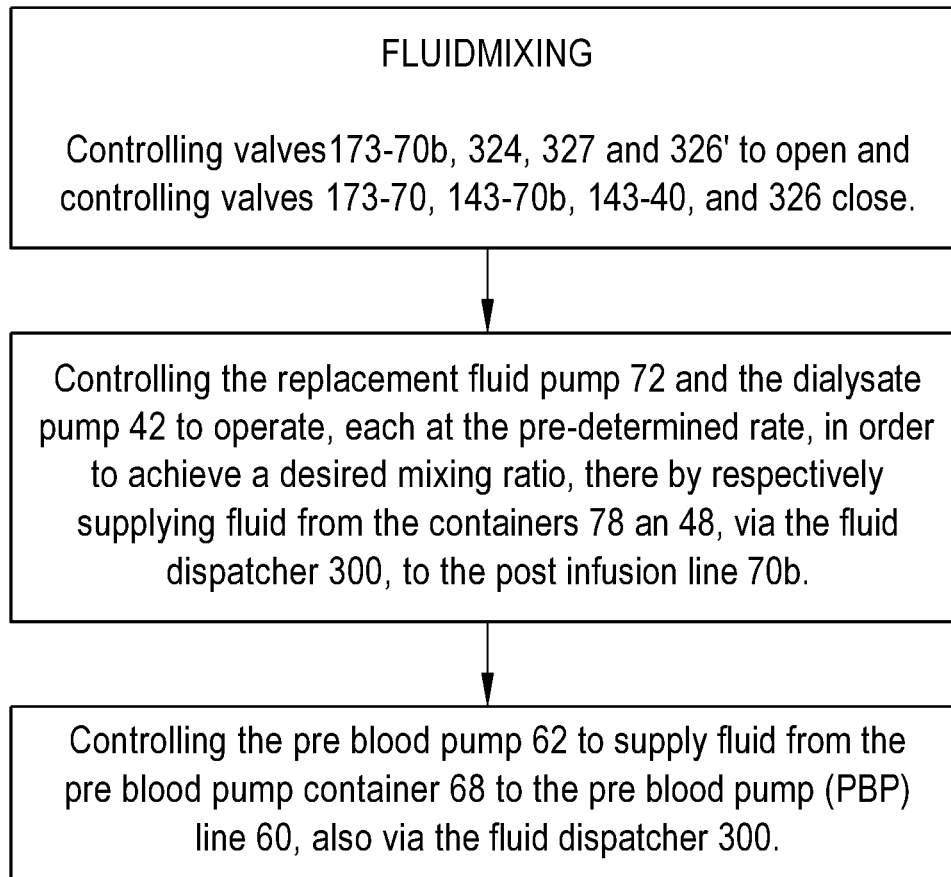 FLUIDMIXING
Controlling valves173-70b, 324, 327 and 326' to open and
controlling valves 173-70, 143-70b, 143-40, and 326 close.
Controlling the replacement fluid pump 72 and the dialysate
pump 42 to operate, each at the pre-determined rate, in order
to achieve a desired mixing ratio, there by respectively
supplying fluid from the containers 78 an 48, via the fluid
dispatcher 300, to the post infusion line 70b.
Controlling the pre blood pump 62 to supply fluid from the
pre blood pump container 68 to the pre blood pump (PBP)
line 60, also via the fluid dispatcher 300.